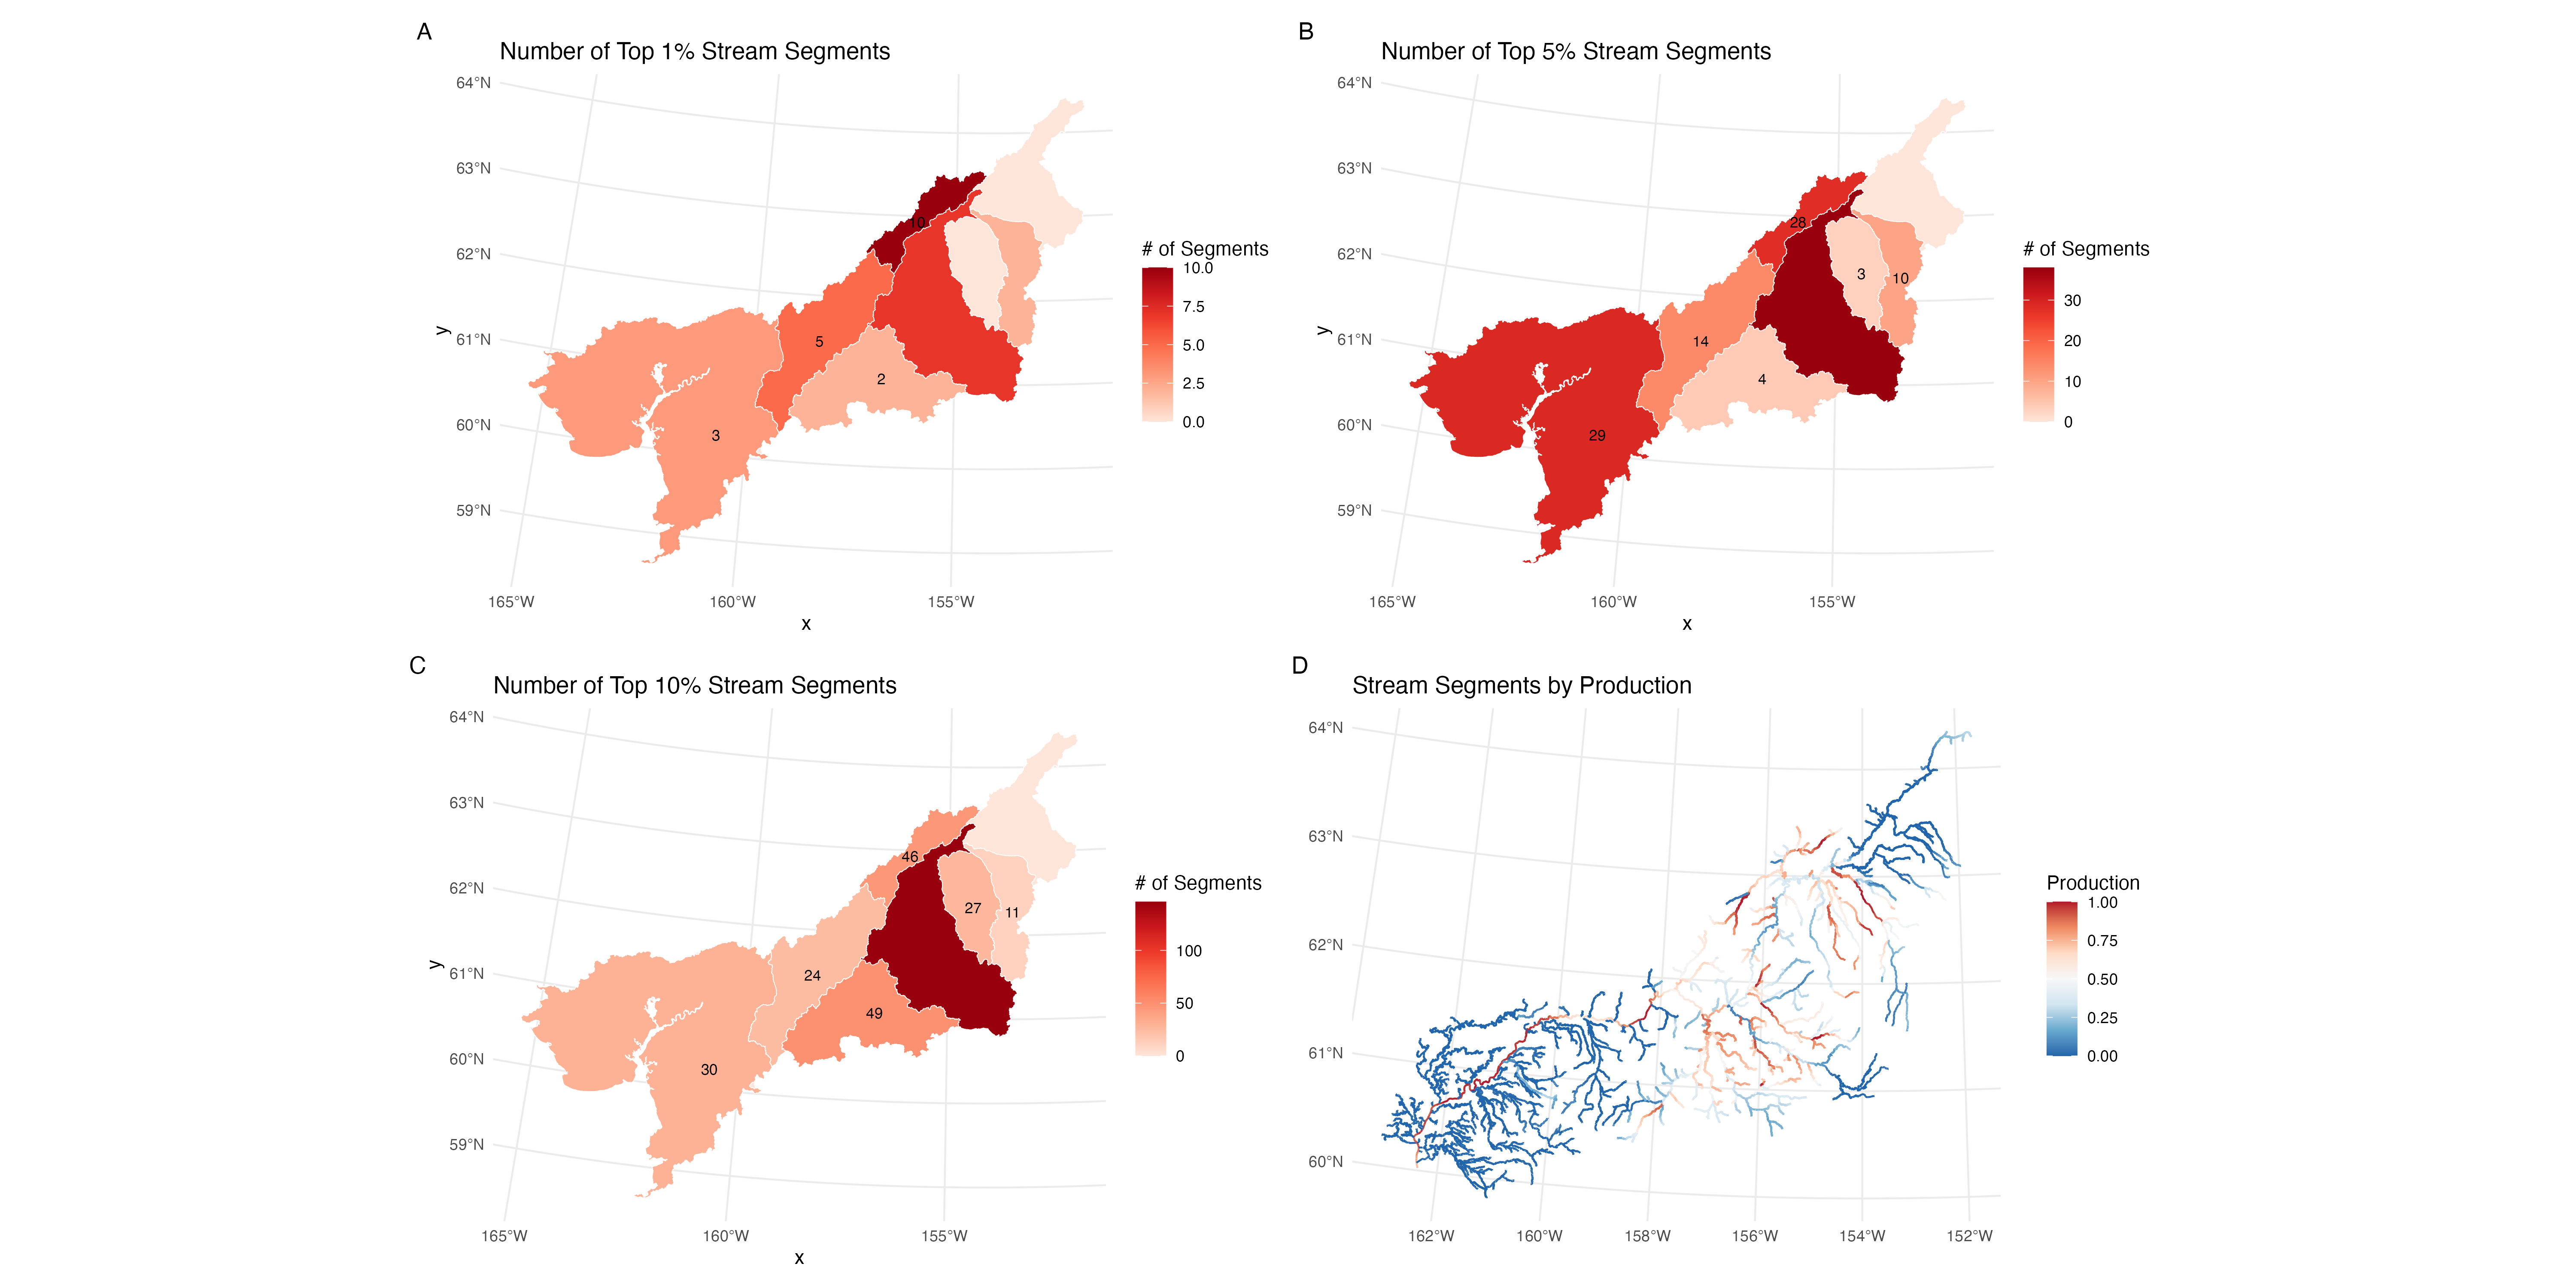 A
Number of Top 1% Stream Segments
64°N
63°N
62°N
61°N
60°N
59°N
y
165°W
160°W
155°W
x
10
5
2
3
# of Segments
10.0
7.5
5.0
2.5
0.0
B
Number of Top 5% Stream Segments
64°N
63°N
62°N
61°N
60°N
59°N
y
165°W
160°W
155°W
x
28
3
10
14
4
29
# of Segments
30
20
10
0
C
Number of Top 10% Stream Segments
64°N
63°N
62°N
61°N
60°N
59°N
y
165°W
160°W
155°W
x
46
27
11
24
49
30
# of Segments
100
50
0
D
Stream Segments by Production
64°N
63°N
62°N
61°N
60°N
162°W
160°W
158°W
156°W
154°W
152°W
Production
1.00
0.75
0.50
0.25
0.00